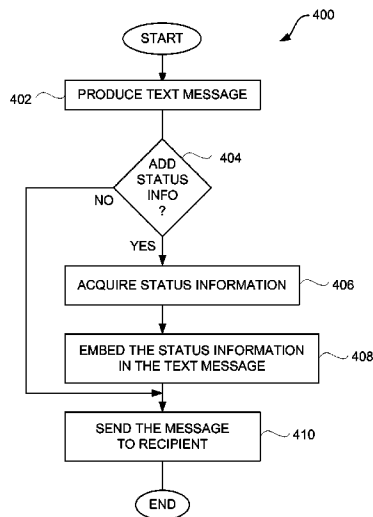 400
START
402
PRODUCE TEXT MESSAGE
404
ADD
STATUS
INFO
?
NO
YES
ACQUIRE STATUS INFORMATION
406
EMBED THE STATUS INFORMATION
IN THE TEXT MESSAGE
408
SEND THE MESSAGE
TO RECIPIENT
410
END